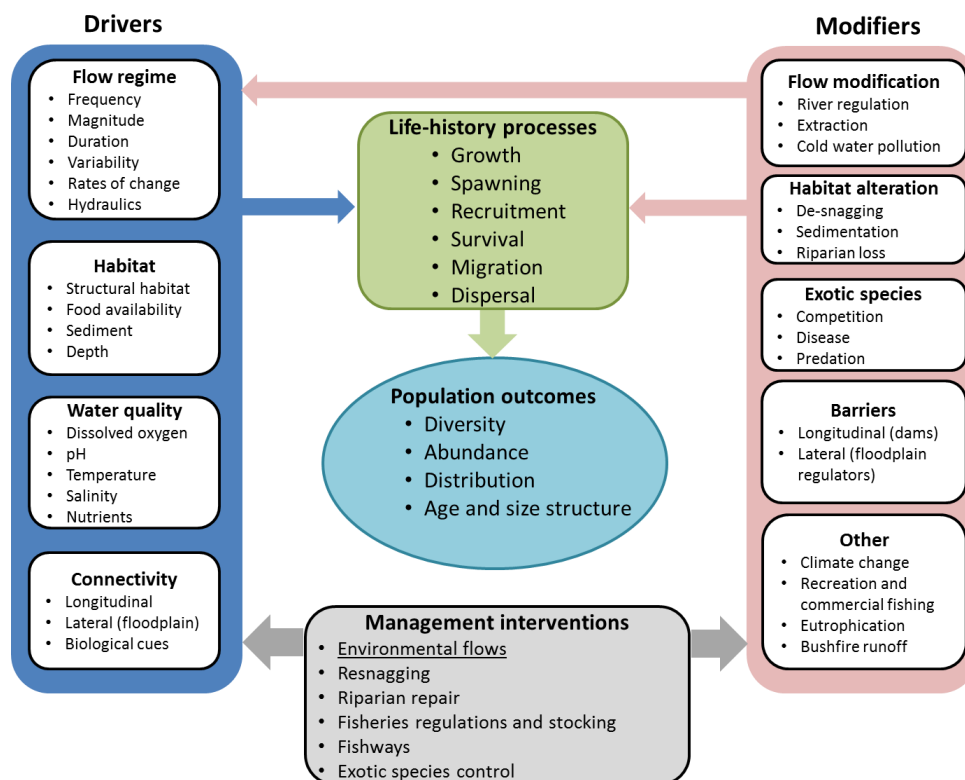 Drivers
Flow regime
• Frequency
• Magnitude
• Duration
• Variability
• Rates of change
• Hydraulics
Habitat
• Structural habitat
• Food availability
• Sediment
• Depth
Water quality
• Dissolved oxygen
• pH
• Temperature
• Salinity
• Nutrients
Connectivity
• Longitudinal
• Lateral (floodplain)
• Biological cues
Life-history processes
• Growth
• Spawning
• Recruitment
• Survival
• Migration
• Dispersal
Population outcomes
• Diversity
• Abundance
• Distribution
• Age and size structure
Management interventions
• Environmental flows
• Resnagging
• Riparian repair
• Fisheries regulations and stocking
• Fishways
• Exotic species control
Modifiers
Flow modification
• River regulation
• Extraction
• Cold water pollution
Habitat alteration
• De-snagging
• Sedimentation
• Riparian loss
Exotic species
• Competition
• Disease
• Predation
Barriers
• Longitudinal (dams)
• Lateral (floodplain
regulators)
Other
• Climate change
• Recreation and
commercial fishing
• Eutrophication
• Bushfire runoff